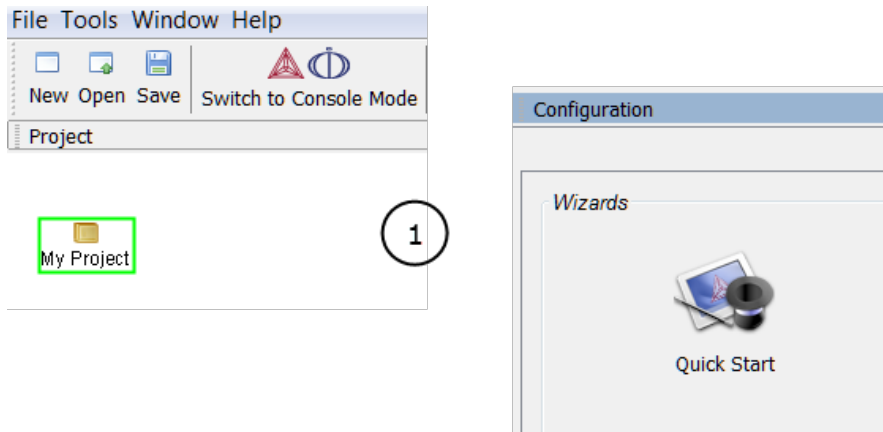 File Tools Window Help
New Open Save Switch to Console Mode
Project
My Project
1
Configuration
Wizards
Quick Start